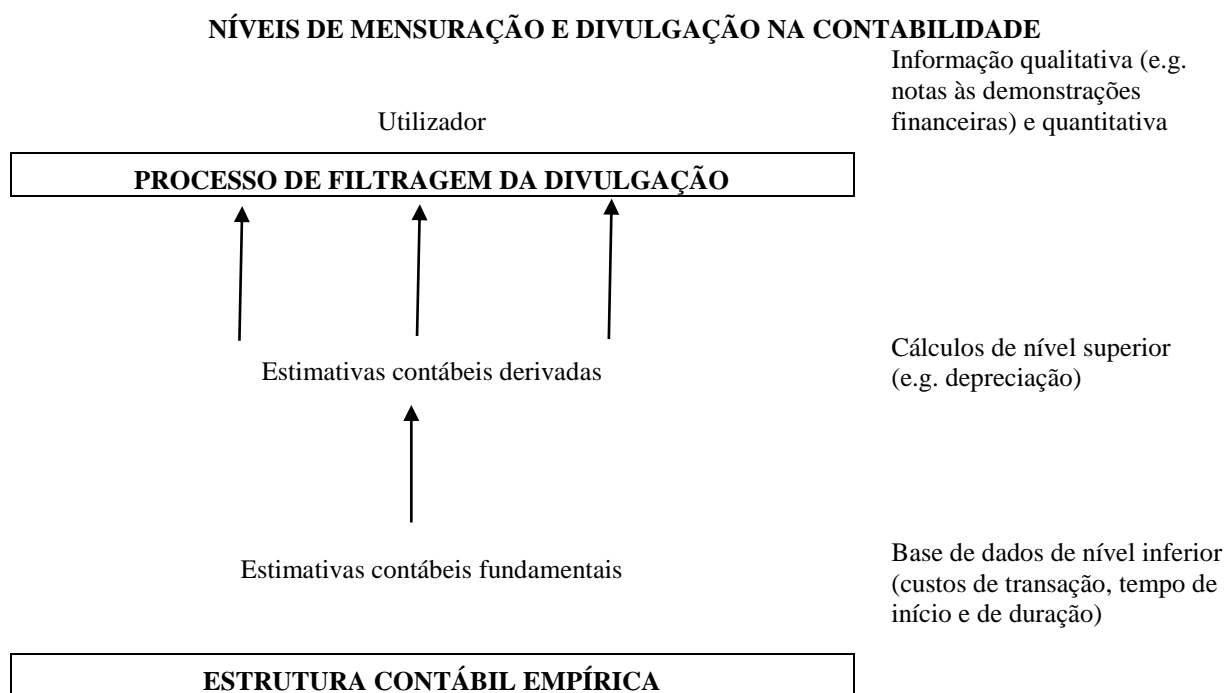 NÍVEIS DE MENSURAÇÃO E DIVULGAÇÃO NA CONTABILIDADE
Informação qualitativa (e.g.
notas às demonstrações
financeiras) e quantitativa
Utilizador
PROCESSO DE FILTRAGEM DA DIVULGAÇÃO
Cálculos de nível superior
(e.g. depreciação)
Estimativas contábeis derivadas
Base de dados de nível inferior
(custos de transação, tempo de
início e de duração)
Estimativas contábeis fundamentais
ESTRUTURA CONTÁBIL EMPÍRICA